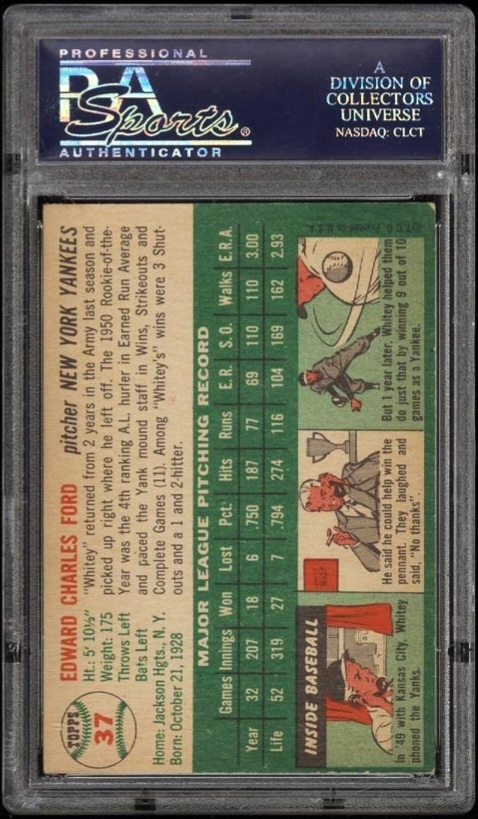 PROFESSIONAL
PSA
Sports®
AUTHENTICATOR
A
DIVISION OF
COLLECTORS
UNIVERSE
NASDAQ: CLCT
TOPPS
37
EDWARD CHARLES FORD pitcher NEW YORK YANKEES
Ht.: 5' 10½"
Weight: 175
Throws Left
Bats Left
Home: Jackson Hgts., N. Y.
Born: October 21, 1928
"Whitey" returned from 2 years in the Army last season and
picked up right where he left off. The 1950 Rookie-of-the-
Year was the 4th ranking A.L. hurler in Earned Run Average
and paced the Yank mound staff in Wins, Strikeouts and
Complete Games (11). Among "Whitey's" wins were 3 Shut-
outs and a 1 and 2-hitter.
MAJOR LEAGUE PITCHING RECORD
Games Innings Won Lost Pct. Hits Runs E.R. S.O. Walks E.R.A.
Year 32 207 18 6 .750 187 77 69 110 110 3.00
Life 52 319 27 7 .794 274 116 104 169 162 2.93
INSIDE BASEBALL
In '49 with Kansas City, Whitey
phoned the Yanks.
He said he could help win the
pennant. They laughed and
said, "No thanks".
But 1 year later, Whitey helped them
do just that by winning 9 out of 10
games as a Yankee.
T.C.G. Printed in U.S.A.